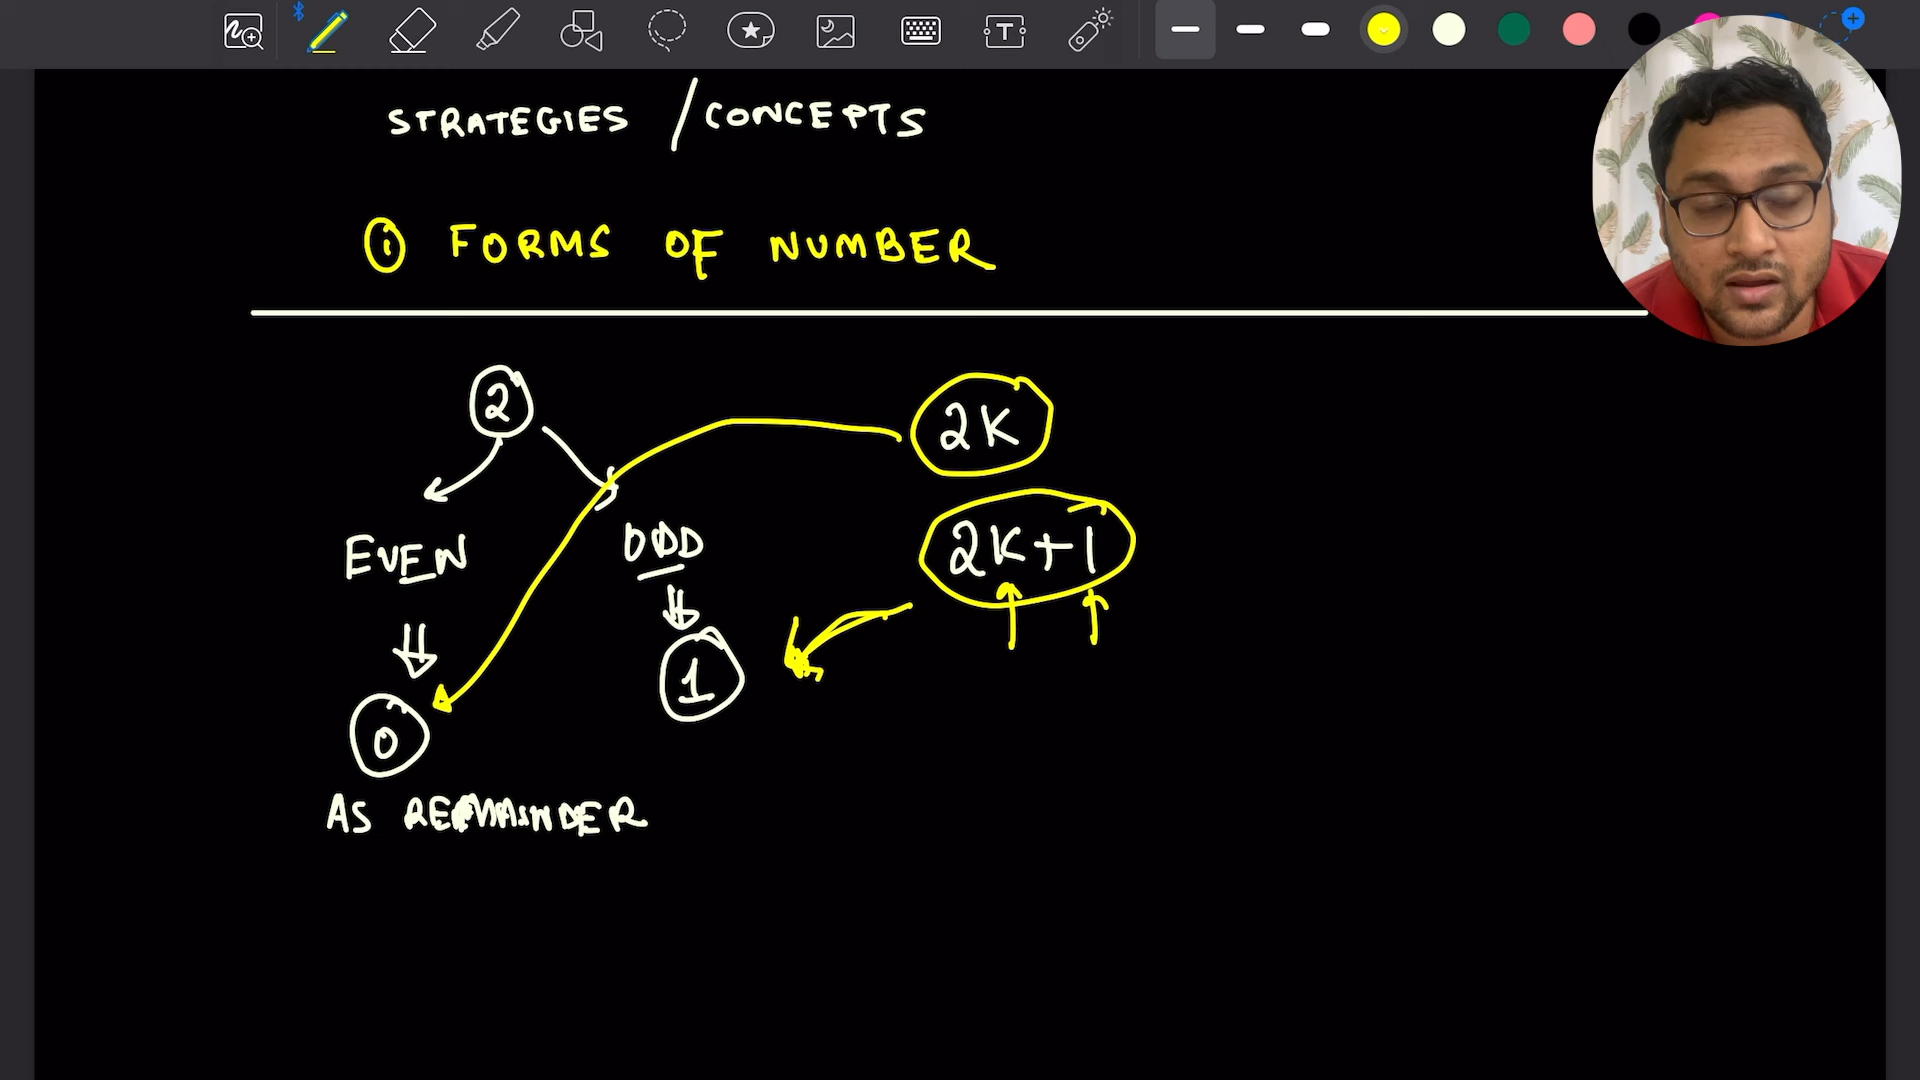 STRATEGIES / CONCEPTS
① FORMS OF NUMBER
2
2K
EVEN
ODD
2K+1
1
0
AS REMAINDER